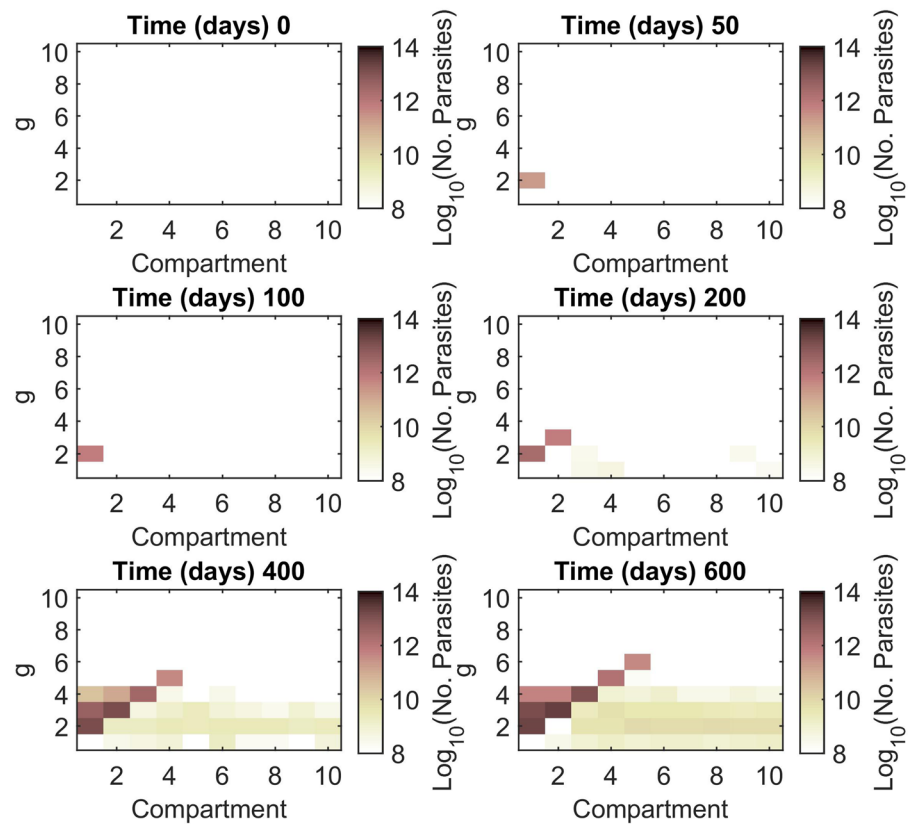 Time (days) 0
10
8
6
4
2
g
2 4 6 8 10
Compartment
14
12
10
8
Log10(No. Parasites)
Time (days) 50
10
8
6
4
2
g
2 4 6 8 10
Compartment
14
12
10
8
Log10(No. Parasites)
Time (days) 100
10
8
6
4
2
g
2 4 6 8 10
Compartment
14
12
10
8
Log10(No. Parasites)
Time (days) 200
10
8
6
4
2
g
2 4 6 8 10
Compartment
14
12
10
8
Log10(No. Parasites)
Time (days) 400
10
8
6
4
2
g
2 4 6 8 10
Compartment
14
12
10
8
Log10(No. Parasites)
Time (days) 600
10
8
6
4
2
g
2 4 6 8 10
Compartment
14
12
10
8
Log10(No. Parasites)